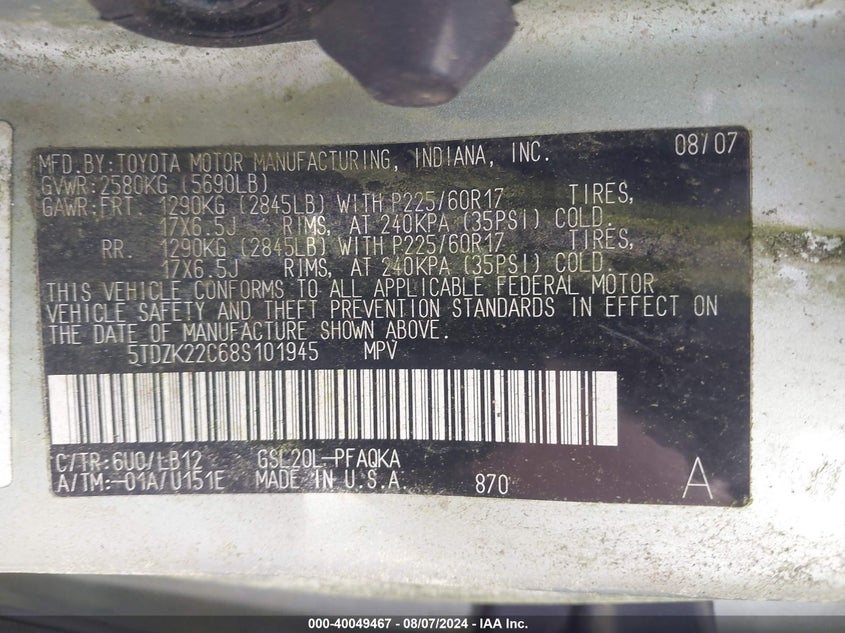 MFD.BY:TOYOTA MOTOR MANUFACTURING, INDIANA, INC. 08/07
GVWR:2580KG (5690LB)
GAWR:FRT. 1290KG (2845LB) WITH P225/60R17 TIRES,
17X6.5J RIMS, AT 240KPA (35PSI) COLD.
RR. 1290KG (2845LB) WITH P225/60R17 TIRES,
17X6.5J RIMS, AT 240KPA (35PSI) COLD.
THIS VEHICLE CONFORMS TO ALL APPLICABLE FEDERAL MOTOR
VEHICLE SAFETY AND THEFT PREVENTION STANDARDS IN EFFECT ON
THE DATE OF MANUFACTURE SHOWN ABOVE.
5TDZK22C68S101945 MPV
C/TR:6U0/LB12 GSL20L-PFAQKA
A/TM:-01A/U151E MADE IN U.S.A. 870 A
000-40049467 - 08/07/2024 - IAA Inc.